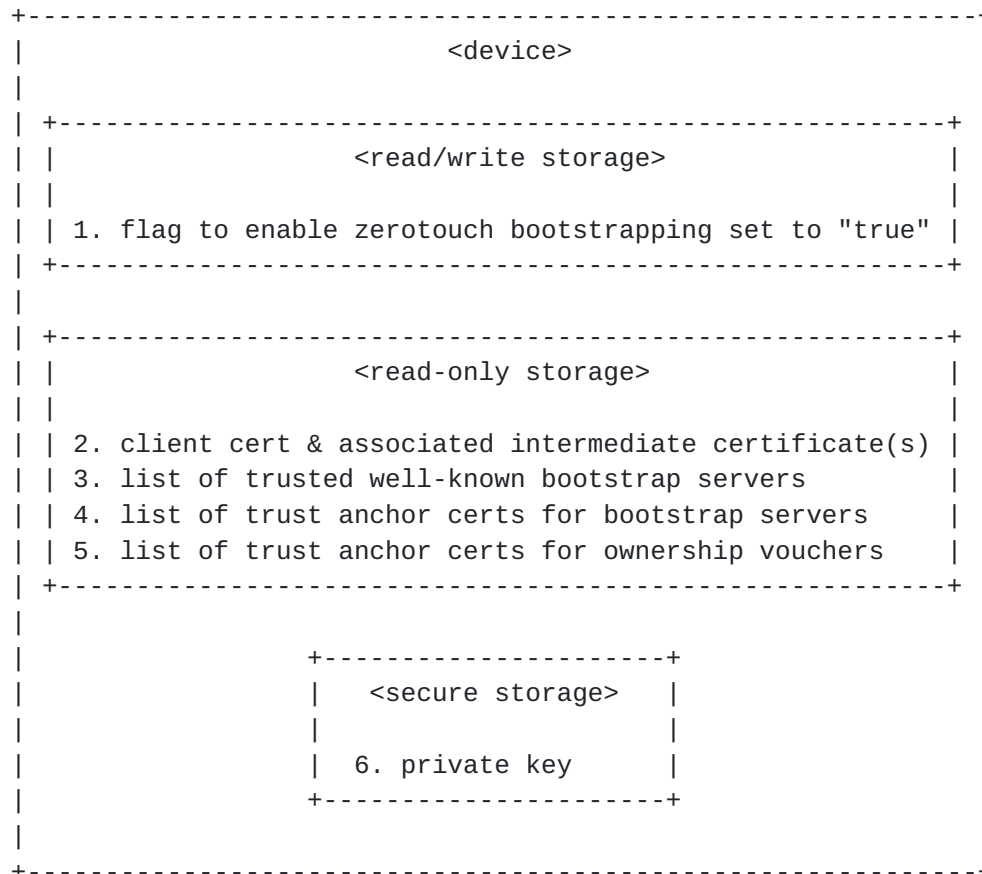 <device>
<read/write storage>
1. flag to enable zerotouch bootstrapping set to "true"
<read-only storage>
2. client cert & associated intermediate certificate(s)
3. list of trusted well-known bootstrap servers
4. list of trust anchor certs for bootstrap servers
5. list of trust anchor certs for ownership vouchers
<secure storage>
6. private key